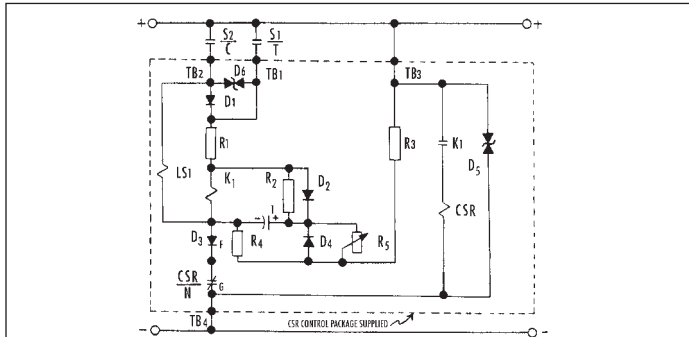 + +
S2
C
S1
T
TB2 D6 TB1 TB3
D1
R1 R3 K1
D5
LS1 K1 R2 D2
CSR
- 1 +
D3 F R4 D4 R5
CSR
N
G
TB4 CSR CONTROL PACKAGE SUPPLIED
- -